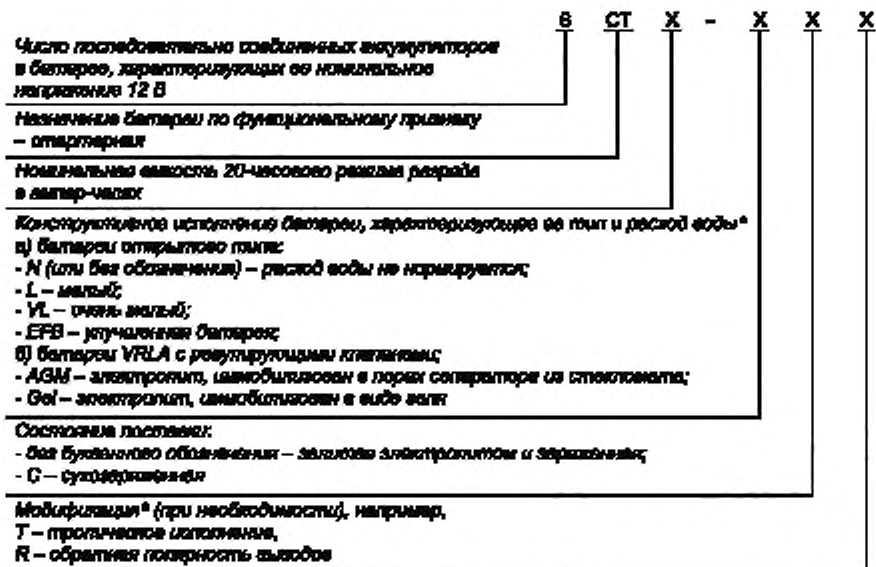 6 СТ X - X X X
Число последовательно соединенных аккумуляторов
в батарее, характеризующих ее номинальное
напряжение 12 В
Назначение батареи по функциональному признаку
– стартерная
Номинальная емкость 20-часового режима разряда
в ампер-часах
Конструктивное исполнение батареи, характеризующее ее тип и расход воды*
а) батареи открытого типа:
- N (или без обозначения) – расход воды не нормируется;
- L – малый;
- VL – очень малый;
- EFB – улучшенная батарея;
б) батареи VRLA с регулирующими клапанами;
- AGM – электролит, иммобилизован в порах сепаратора из стекломата;
- Gel – электролит, иммобилизован в виде геля
Состояние поставки:
- без буквенного обозначения – залитая электролитом и заряженная;
- С – сухозаряженная
Модификация* (при необходимости), например,
Т – тропическое исполнение,
R – обратная полярность выводов